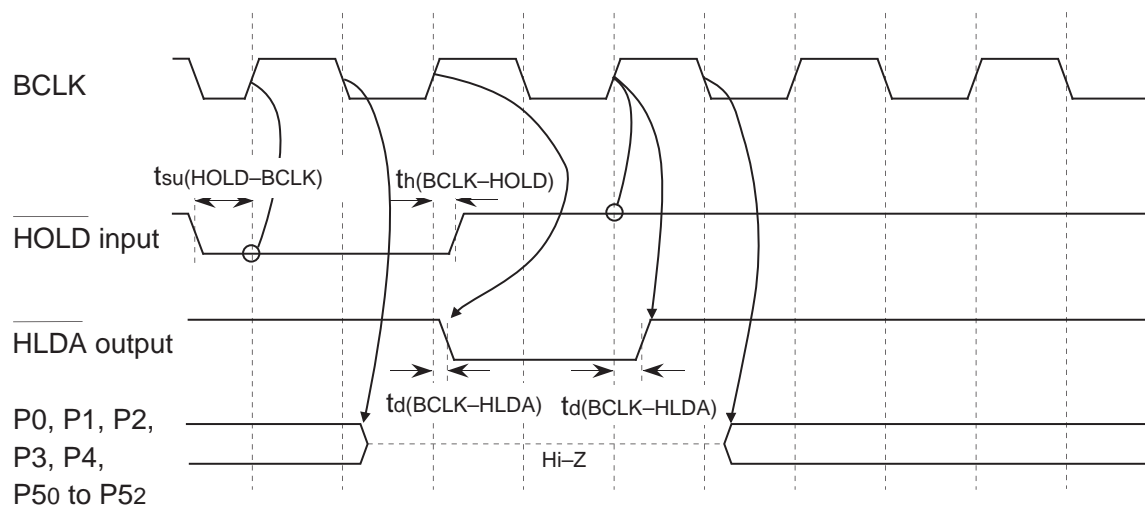 BCLK
tsu(HOLD–BCLK)
th(BCLK–HOLD)
HOLD input
HLDA output
td(BCLK–HLDA)
td(BCLK–HLDA)
P0, P1, P2,
P3, P4,
P50 to P52
Hi–Z